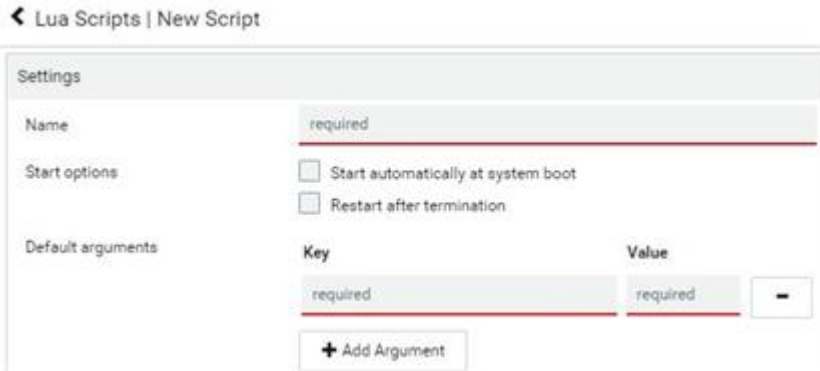 Lua Scripts | New Script
Settings
Name
required
Start options
Start automatically at system boot
Restart after termination
Default arguments
Key Value
required required
Add Argument